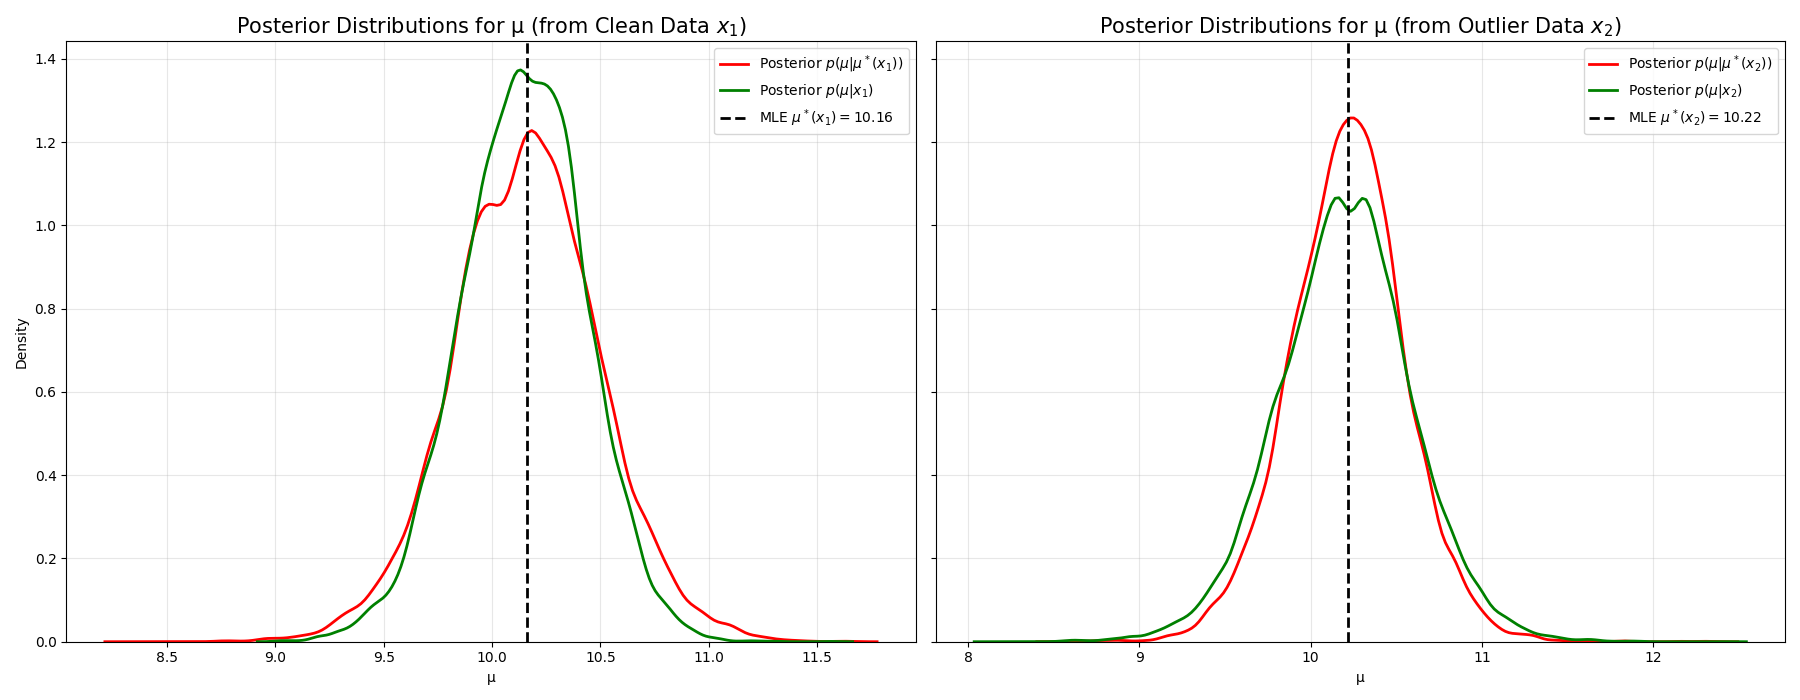 Posterior Distributions for μ (from Clean Data x₁)
Posterior p(μ|μ*(x₁))
Posterior p(μ|x₁)
MLE μ*(x₁) = 10.16
Density
1.4
1.2
1.0
0.8
0.6
0.4
0.2
0.0
8.5 9.0 9.5 10.0 10.5 11.0 11.5
μ
Posterior Distributions for μ (from Outlier Data x₂)
Posterior p(μ|μ*(x₂))
Posterior p(μ|x₂)
MLE μ*(x₂) = 10.22
8 9 10 11 12
μ